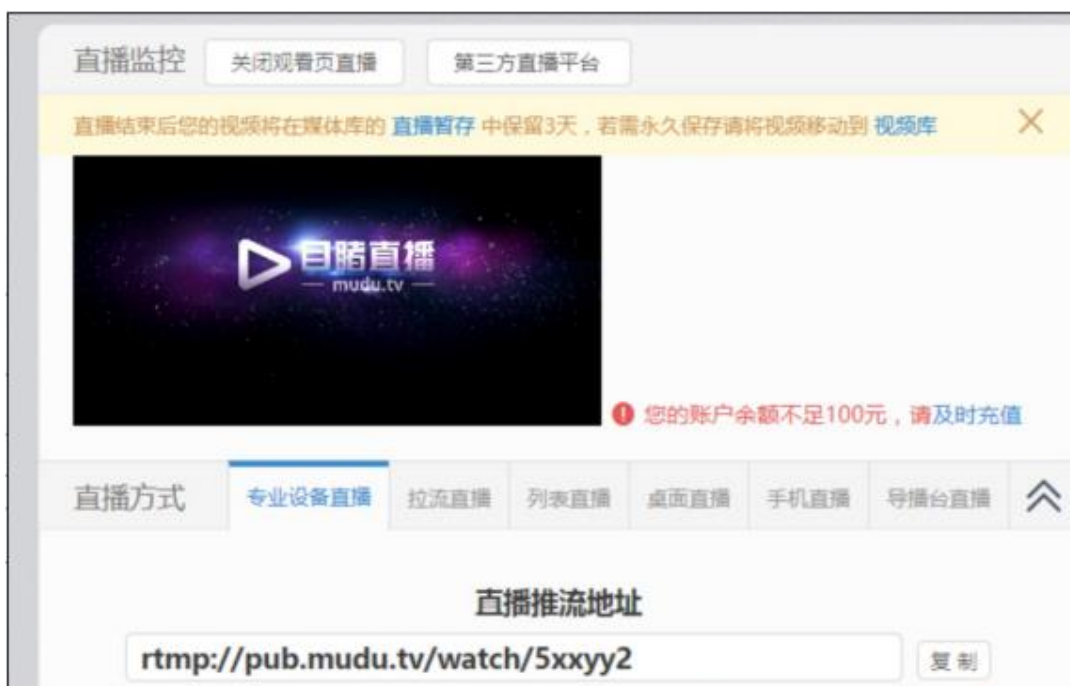 直播监控 关闭观看页直播 第三方直播平台
直播结束后您的视频将在媒体库的 直播暂存 中保留3天，若需永久保存请将视频移动到 视频库
目睹直播
mudu.tv
您的账户余额不足100元，请及时充值
直播方式 专业设备直播 拉流直播 列表直播 桌面直播 手机直播 导播台直播
直播推流地址
rtmp://pub.mudu.tv/watch/5xxyy2 复制